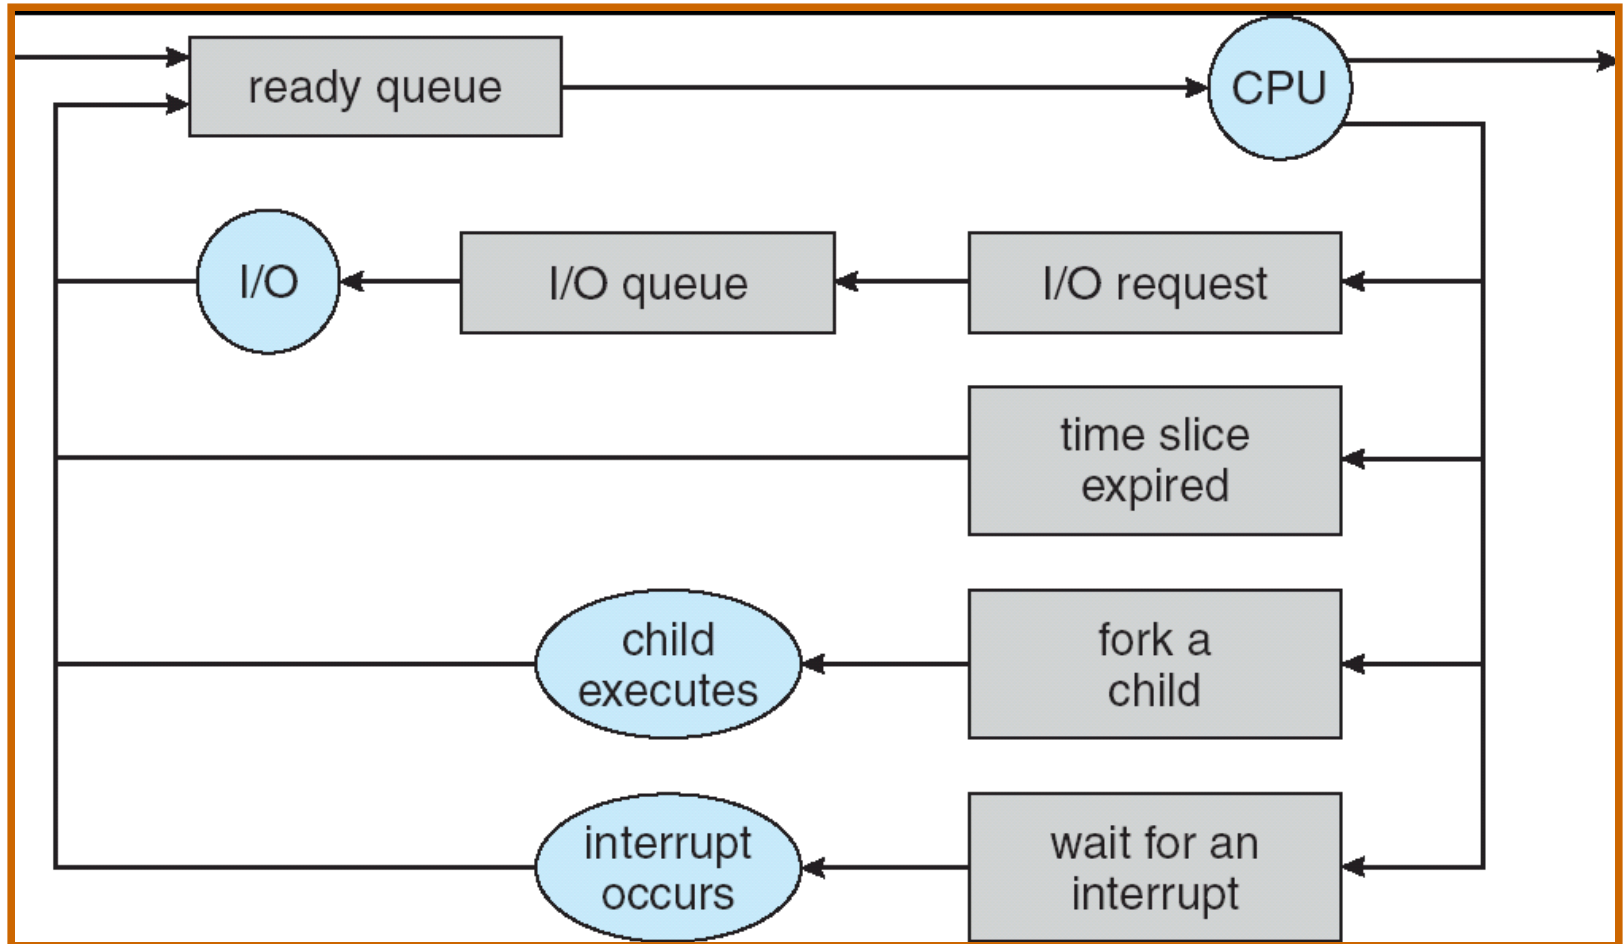 ready queue
CPU
I/O
I/O queue
I/O request
time slice
expired
child
executes
fork a
child
interrupt
occurs
wait for an
interrupt